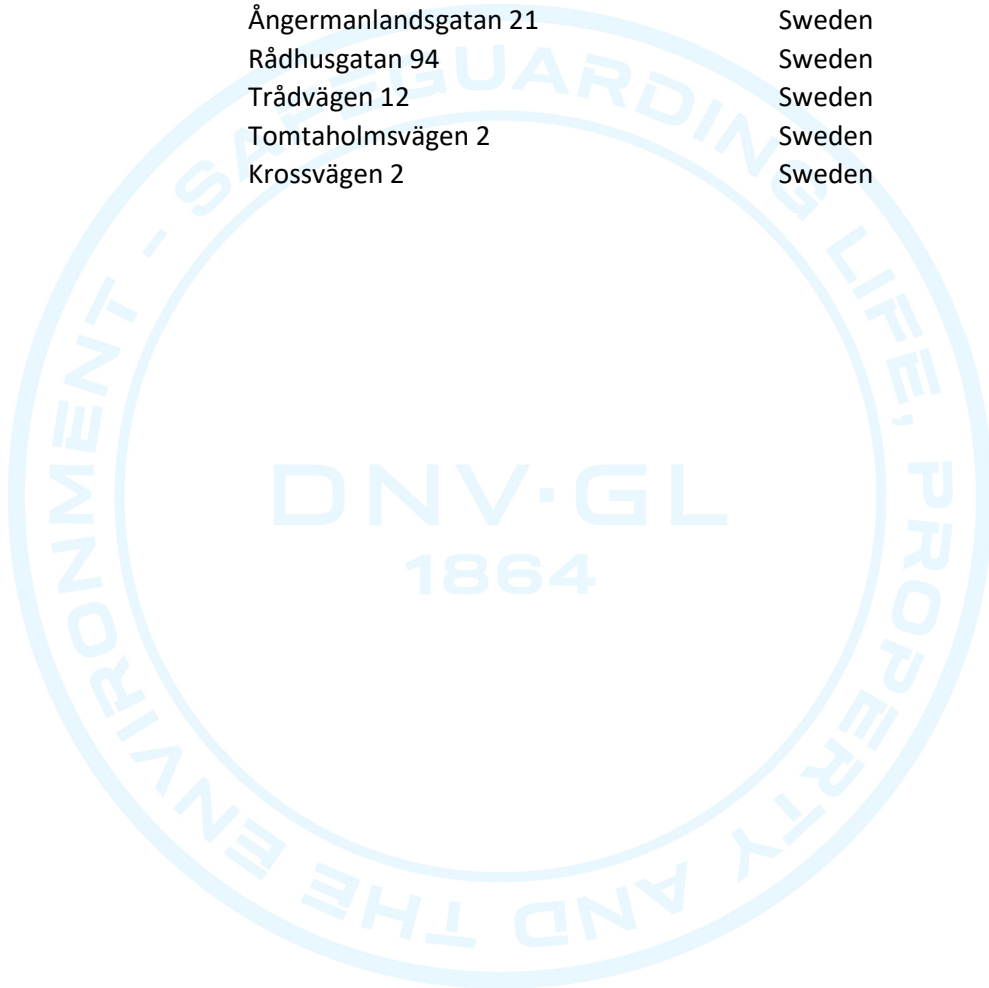 Ångermanlandsgatan 21 Sweden
Rådhusgatan 94 Sweden
Trådvägen 12 Sweden
Tomtaholmsvägen 2 Sweden
Krossvägen 2 Sweden
SAFEGUARDING LIFE, PROPERTY AND THE ENVIRONMENT -
DNV·GL
1864